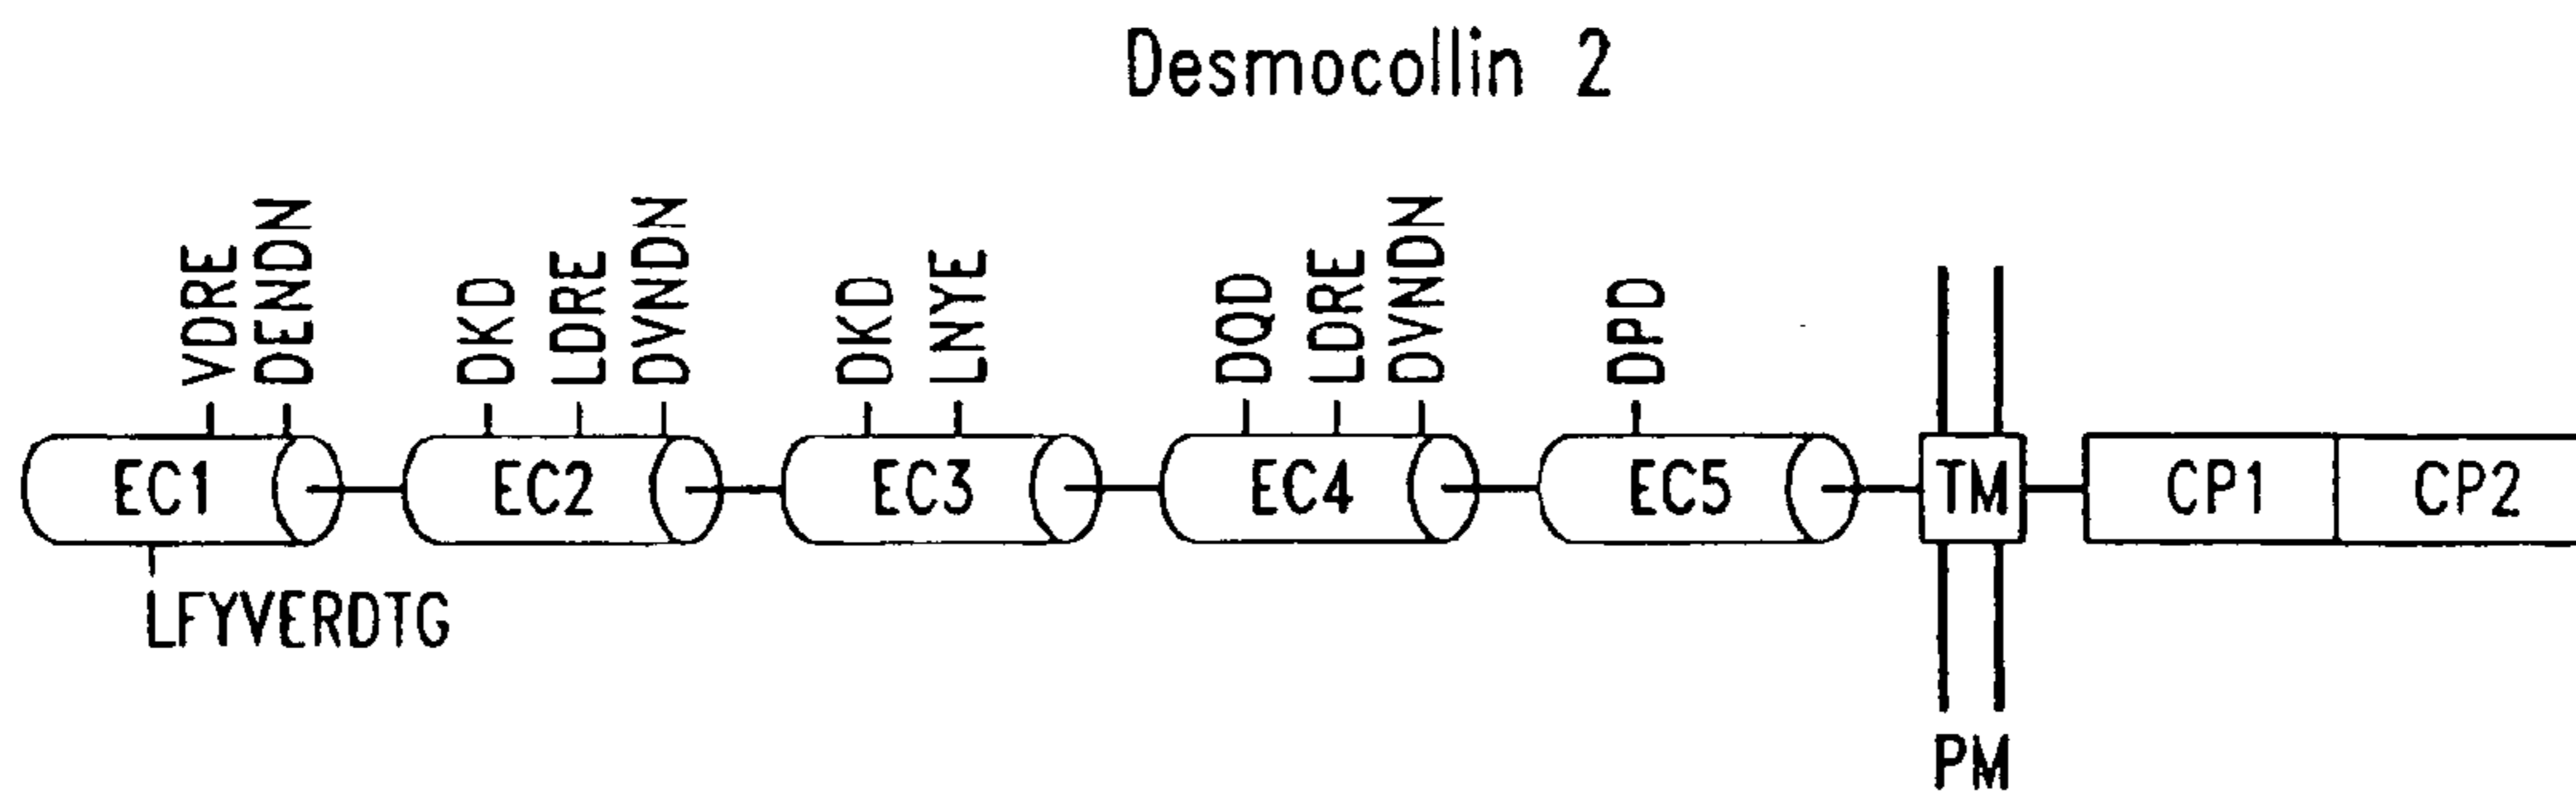 Desmocollin 2
VDRE
DENDN
DKD
LDRE
DVNDN
DKD
LNYE
DQD
LDRE
DVNDN
DPD
EC1
EC2
EC3
EC4
EC5
TM
CP1
CP2
LFYVERDTG
PM